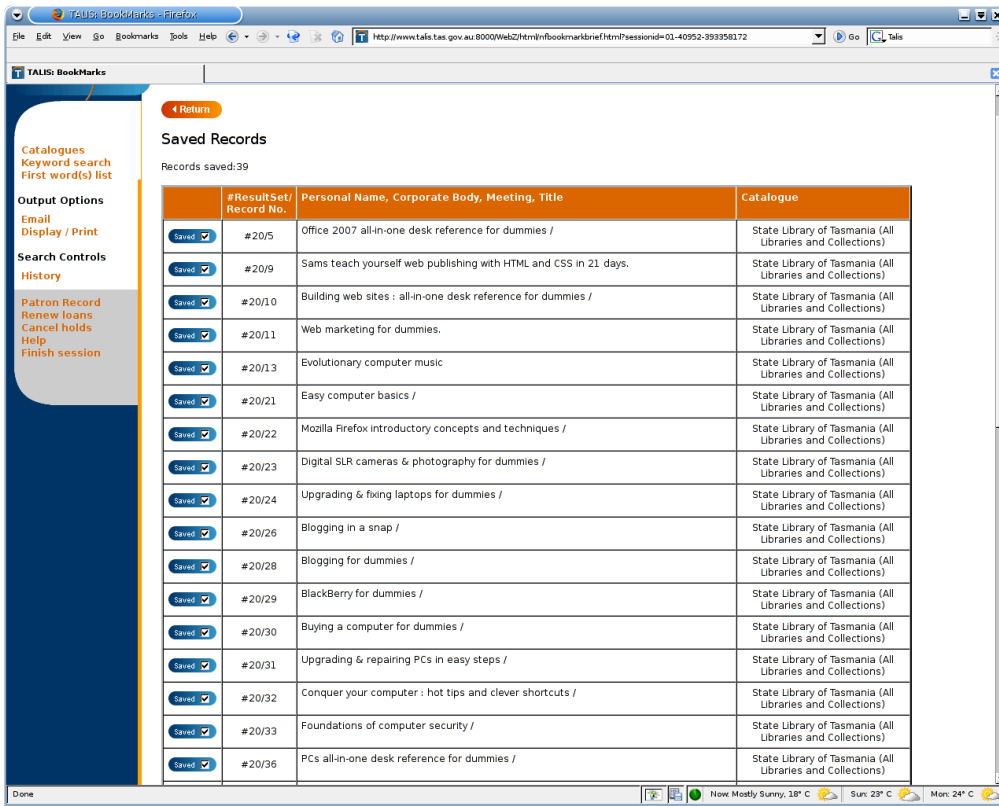 TALIS: BookMarks - Firefox
File Edit View Go Bookmarks Tools Help
http://www.talis.tas.gov.au:8000/WebZ/html/nfbookmarkbrief.html?sessionid=01-40952-393358172
Go
Talis
TALIS: BookMarks
Catalogues
Keyword search
First word(s) list
Output Options
Email
Display / Print
Search Controls
History
Patron Record
Renew loans
Cancel holds
Help
Finish session
Return
Saved Records
Records saved:39
#ResultSet/
Record No.
Personal Name, Corporate Body, Meeting, Title
Catalogue
Saved #20/5 Office 2007 all-in-one desk reference for dummies / State Library of Tasmania (All
Libraries and Collections)
Saved #20/9 Sams teach yourself web publishing with HTML and CSS in 21 days. State Library of Tasmania (All
Libraries and Collections)
Saved #20/10 Building web sites : all-in-one desk reference for dummies / State Library of Tasmania (All
Libraries and Collections)
Saved #20/11 Web marketing for dummies. State Library of Tasmania (All
Libraries and Collections)
Saved #20/13 Evolutionary computer music State Library of Tasmania (All
Libraries and Collections)
Saved #20/21 Easy computer basics / State Library of Tasmania (All
Libraries and Collections)
Saved #20/22 Mozilla Firefox introductory concepts and techniques / State Library of Tasmania (All
Libraries and Collections)
Saved #20/23 Digital SLR cameras & photography for dummies / State Library of Tasmania (All
Libraries and Collections)
Saved #20/24 Upgrading & fixing laptops for dummies / State Library of Tasmania (All
Libraries and Collections)
Saved #20/26 Blogging in a snap / State Library of Tasmania (All
Libraries and Collections)
Saved #20/28 Blogging for dummies / State Library of Tasmania (All
Libraries and Collections)
Saved #20/29 BlackBerry for dummies / State Library of Tasmania (All
Libraries and Collections)
Saved #20/30 Buying a computer for dummies / State Library of Tasmania (All
Libraries and Collections)
Saved #20/31 Upgrading & repairing PCs in easy steps / State Library of Tasmania (All
Libraries and Collections)
Saved #20/32 Conquer your computer : hot tips and clever shortcuts / State Library of Tasmania (All
Libraries and Collections)
Saved #20/33 Foundations of computer security / State Library of Tasmania (All
Libraries and Collections)
Saved #20/36 PCs all-in-one desk reference for dummies / State Library of Tasmania (All
Libraries and Collections)
Done
Now: Mostly Sunny, 18° C
Sun: 23° C
Mon: 24° C